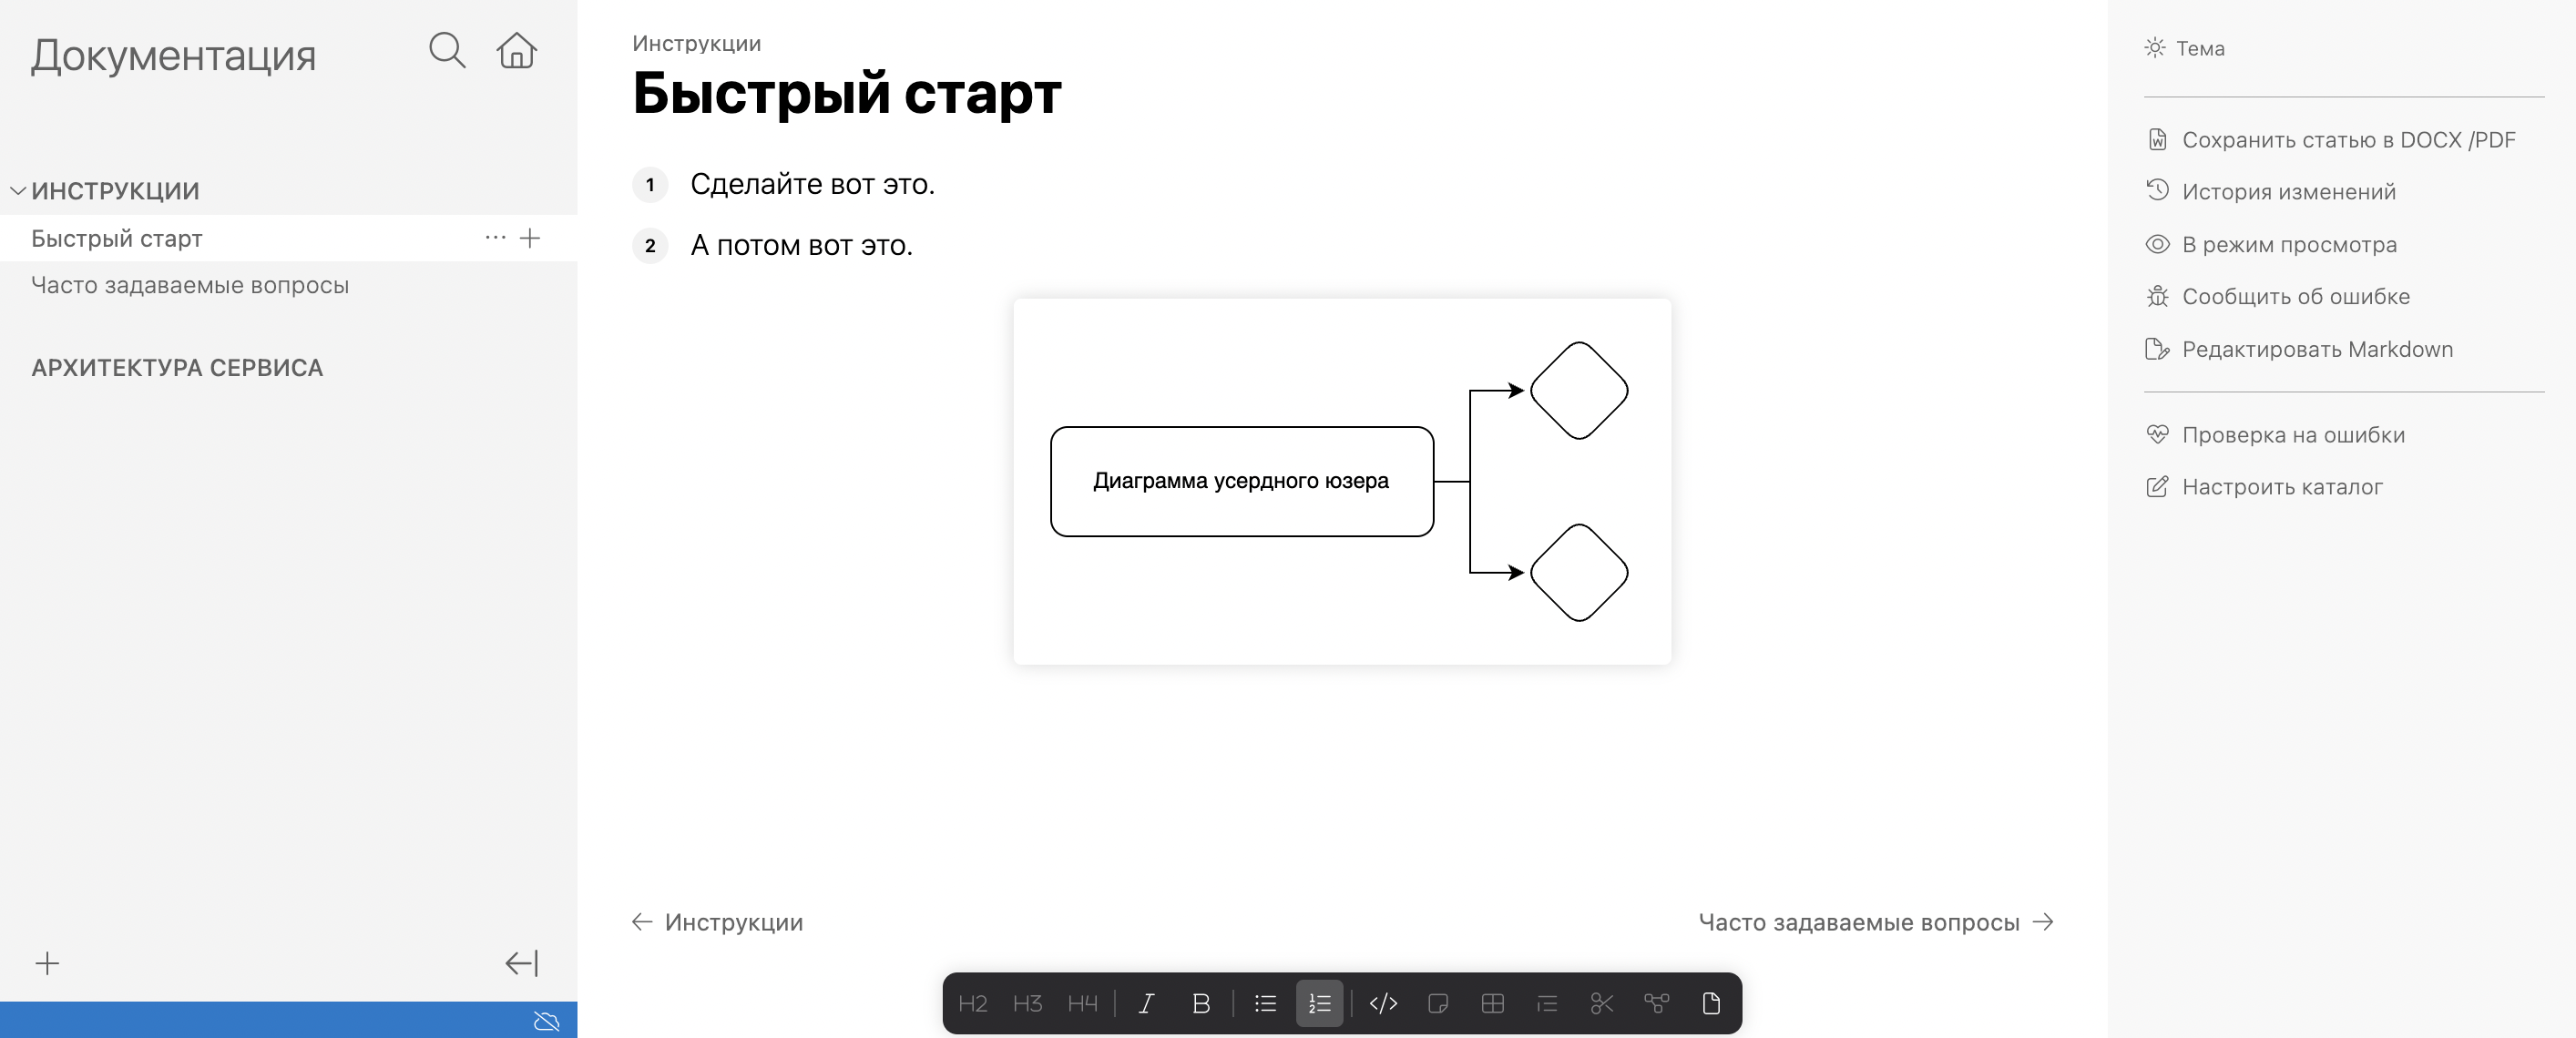 Документация
ИНСТРУКЦИИ
Быстрый старт
Часто задаваемые вопросы
АРХИТЕКТУРА СЕРВИСА
Инструкции
Быстрый старт
1 Сделайте вот это.
2 А потом вот это.
Диаграмма усердного юзера
Инструкции
Часто задаваемые вопросы
H2 H3 H4 I B
Тема
Сохранить статью в DOCX /PDF
История изменений
В режим просмотра
Сообщить об ошибке
Редактировать Markdown
Проверка на ошибки
Настроить каталог